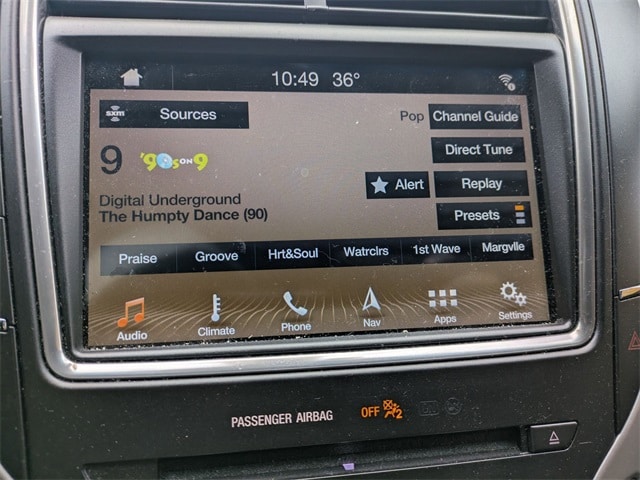 10:49 36°
sxm Sources
Pop Channel Guide
9 '90s on 9
Direct Tune
Digital Underground
Alert Replay
The Humpty Dance (90)
Presets
Praise Groove Hrt&Soul Watrclrs 1st Wave Margvlle
Audio Climate Phone Nav Apps Settings
PASSENGER AIRBAG OFF 2